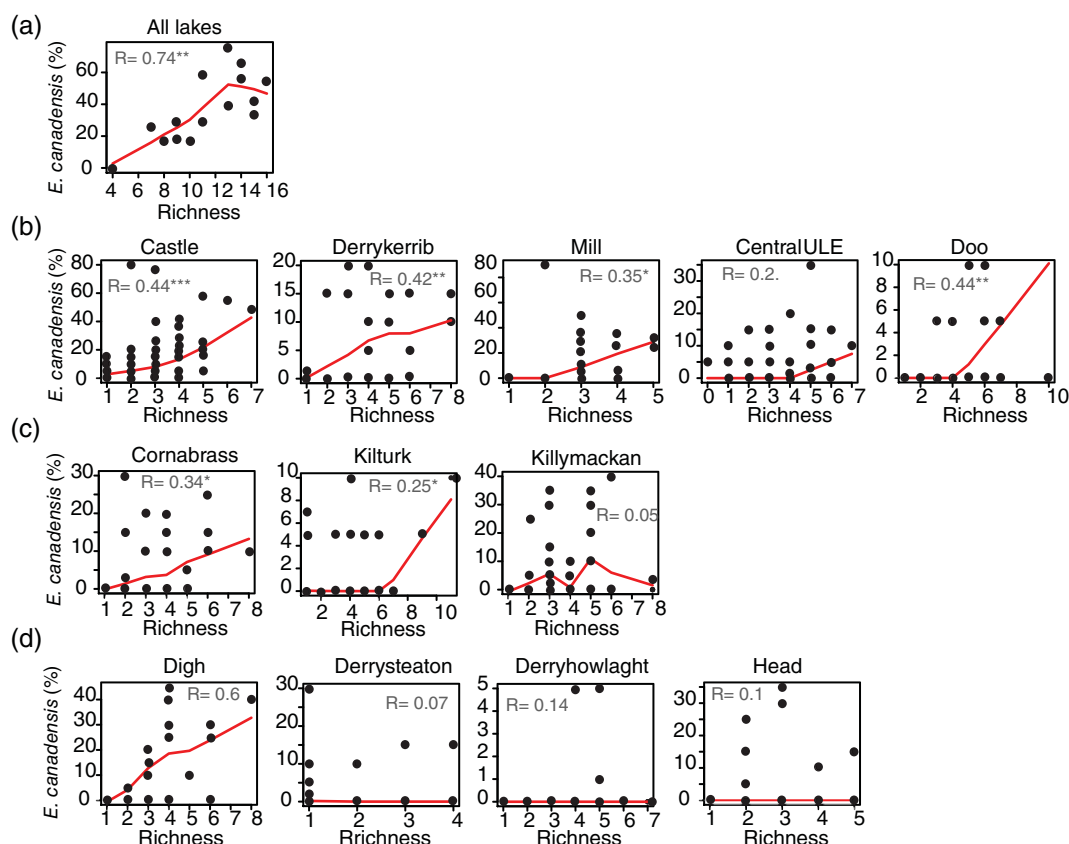 (a)
All lakes
E. canadensis (%)
R= 0.74**
60
40
20
0
4 6 8 10 12 14 16
Richness
(b)
Castle
E. canadensis (%)
R= 0.44***
80
60
40
20
0
1 2 3 4 5 6 7
Richness
Derrykerrib
R= 0.42**
20
15
10
5
0
1 2 3 4 5 6 7 8
Richness
Mill
R= 0.35*
80
60
40
20
0
1 2 3 4 5
Richness
CentralULE
R= 0.2.
30
20
10
0
0 1 2 3 4 5 6 7
Richness
Doo
R= 0.44**
10
8
6
4
2
0
2 4 6 8 10
Richness
(c)
Cornabrass
E. canadensis (%)
R= 0.34*
30
20
10
0
1 2 3 4 5 6 7 8
Richness
Kilturk
R= 0.25*
10
8
6
4
2
0
2 4 6 8 10
Richness
Killymackan
R= 0.05
40
30
20
10
0
1 2 3 4 5 6 7 8
Richness
(d)
Digh
E. canadensis (%)
R= 0.6
40
30
20
10
0
1 2 3 4 5 6 7 8
Richness
Derrysteaton
R= 0.07
30
20
10
0
1 2 3 4
Richness
Derryhowlaght
R= 0.14
5
4
3
2
1
0
1 2 3 4 5 6 7
Richness
Head
R= 0.1
30
20
10
0
1 2 3 4 5
Richness